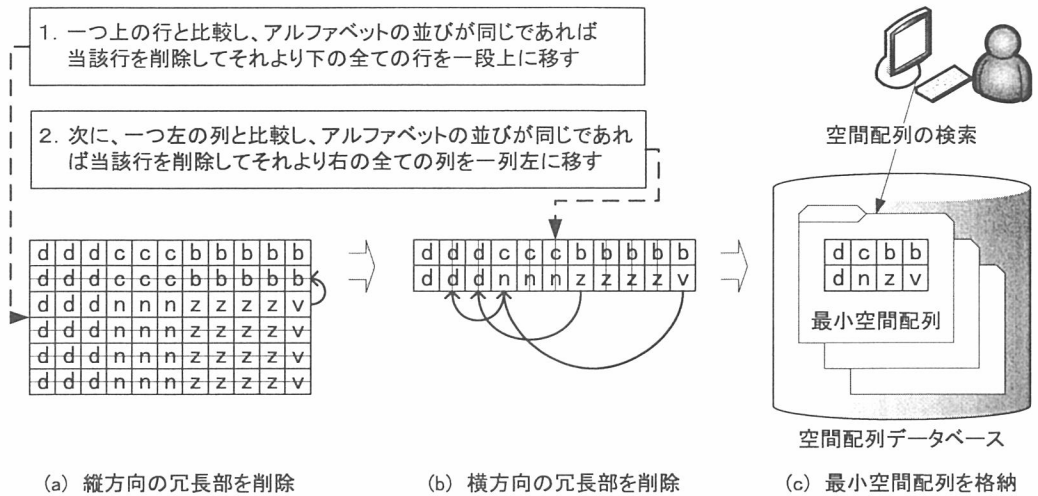 1. 一つ上の行と比較し、アルファベットの並びが同じであれば
当該行を削除してそれより下の全ての行を一段上に移す
2. 次に、一つ左の列と比較し、アルファベットの並びが同じであれ
ば当該行を削除してそれより右の全ての列を一列左に移す
d d d c c c b b b b b
d d d c c c b b b b b
d d d n n n z z z z v
d d d n n n z z z z v
d d d n n n z z z z v
d d d n n n z z z z v
(a) 縦方向の冗長部を削除
d d d c c c b b b b b
d d d n n n z z z z v
(b) 横方向の冗長部を削除
空間配列の検索
d c b b
d n z v
最小空間配列
空間配列データベース
(c) 最小空間配列を格納